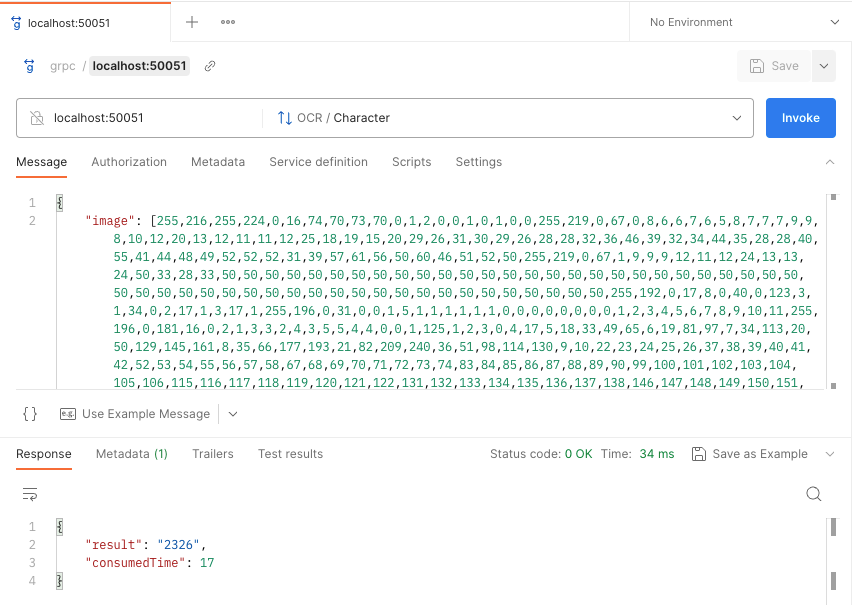 localhost:50051
No Environment
grpc / localhost:50051
Save
localhost:50051
OCR / Character
Invoke
Message Authorization Metadata Service definition Scripts Settings
1 {
2 "image": [255,216,255,224,0,16,74,70,73,70,0,1,2,0,0,1,0,1,0,0,255,219,0,67,0,8,6,6,7,6,5,8,7,7,7,9,9,
8,10,12,20,13,12,11,11,12,25,18,19,15,20,29,26,31,30,29,26,28,28,32,36,46,39,32,34,44,35,28,28,40,
55,41,44,48,49,52,52,52,31,39,57,61,56,50,60,46,51,52,50,255,219,0,67,1,9,9,9,12,11,12,24,13,13,
24,50,33,28,33,50,50,50,50,50,50,50,50,50,50,50,50,50,50,50,50,50,50,50,50,50,50,50,50,50,50,50,
50,50,50,50,50,50,50,50,50,50,50,50,50,50,50,50,50,50,50,50,50,50,50,255,192,0,17,8,0,40,0,123,3,
1,34,0,2,17,1,3,17,1,255,196,0,31,0,0,1,5,1,1,1,1,1,1,0,0,0,0,0,0,0,0,1,2,3,4,5,6,7,8,9,10,11,255,
196,0,181,16,0,2,1,3,3,2,4,3,5,5,4,4,0,0,1,125,1,2,3,0,4,17,5,18,33,49,65,6,19,81,97,7,34,113,20,
50,129,145,161,8,35,66,177,193,21,82,209,240,36,51,98,114,130,9,10,22,23,24,25,26,37,38,39,40,41,
42,52,53,54,55,56,57,58,67,68,69,70,71,72,73,74,83,84,85,86,87,88,89,90,99,100,101,102,103,104,
105,106,115,116,117,118,119,120,121,122,131,132,133,134,135,136,137,138,146,147,148,149,150,151,
{} e.g. Use Example Message
Response Metadata (1) Trailers Test results Status code: 0 OK Time: 34 ms Save as Example
1 {
2 "result": "2326",
3 "consumedTime": 17
4 }